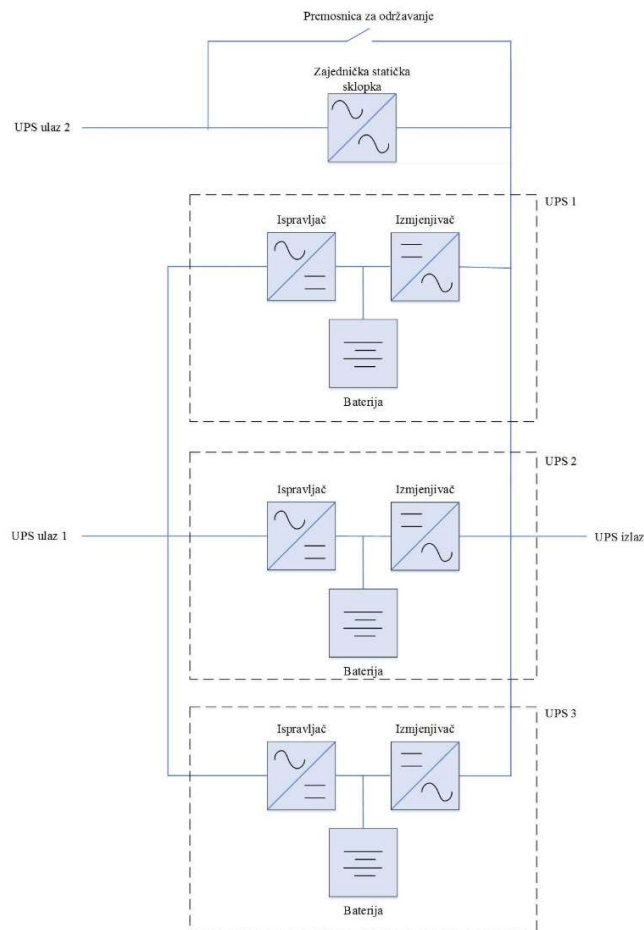 Premosnica za održavanje
Zajednička statička
sklopka
UPS ulaz 2
UPS 1
Ispravljač
Izmjenjivač
Baterija
UPS 2
Ispravljač
Izmjenjivač
UPS ulaz 1
UPS izlaz
Baterija
UPS 3
Ispravljač
Izmjenjivač
Baterija